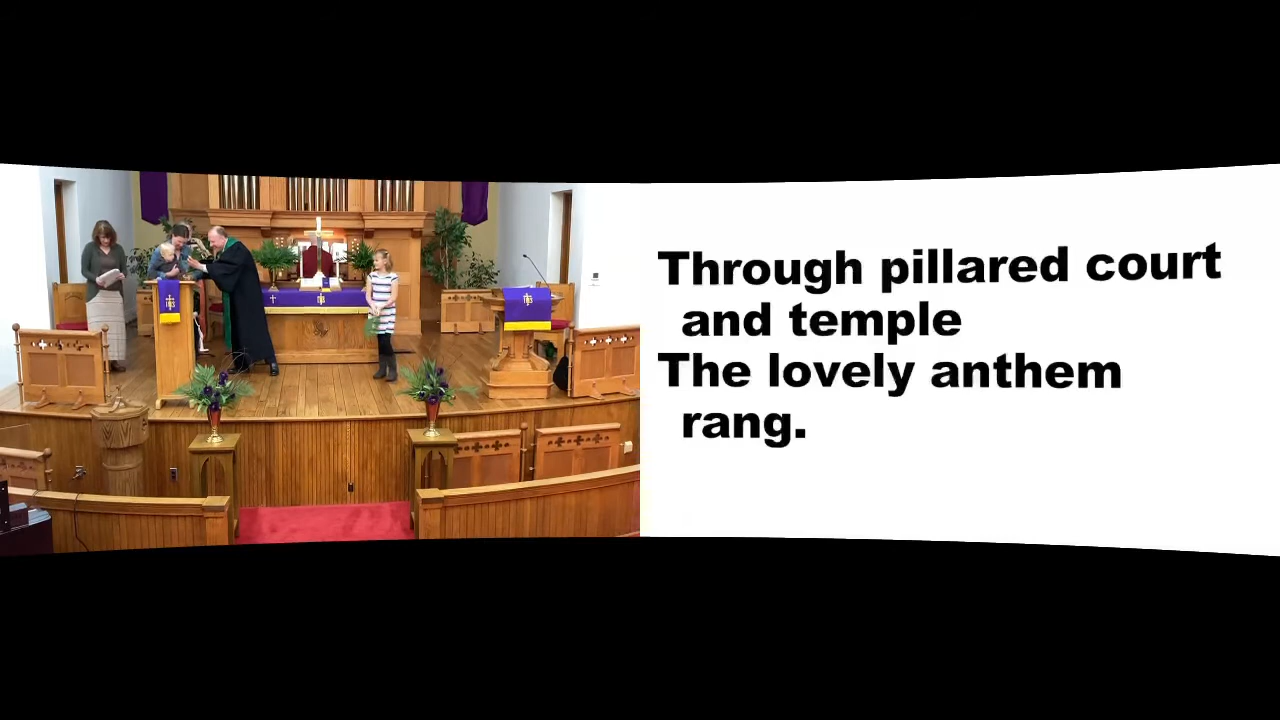 Through pillared court
and temple
The lovely anthem
rang.